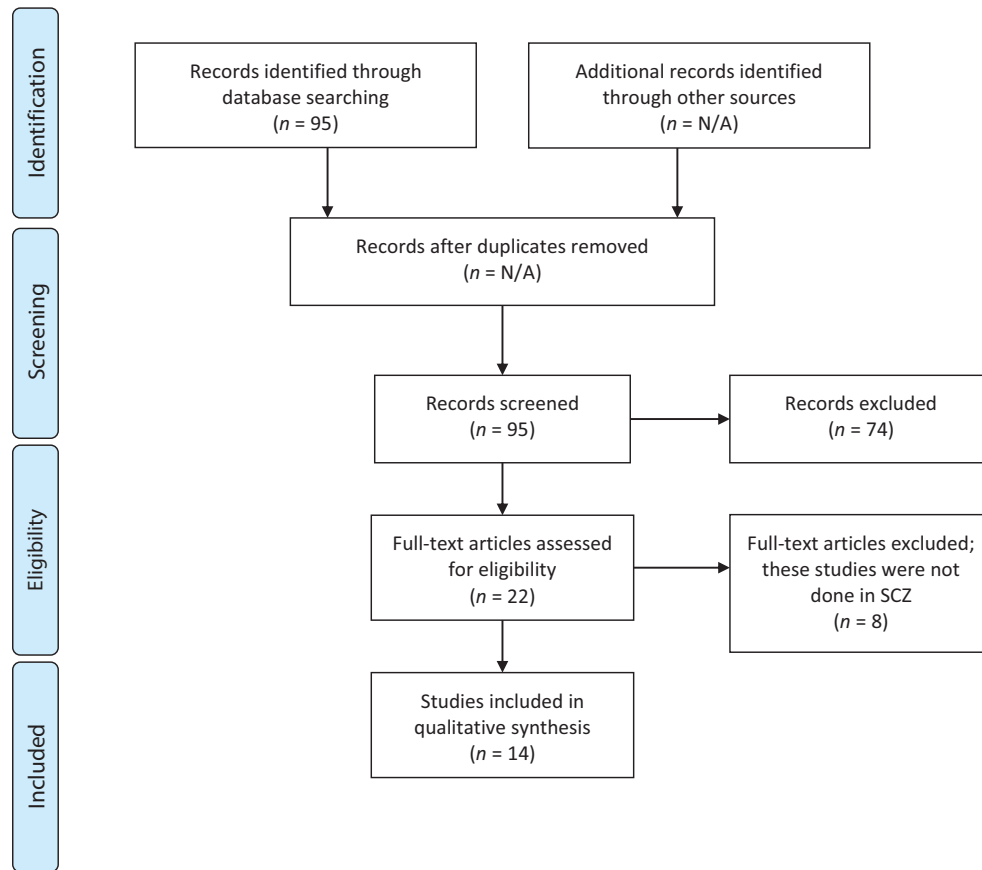 Identification
Records identified through
database searching
(n = 95)
Additional records identified
through other sources
(n = N/A)
Screening
Records after duplicates removed
(n = N/A)
Records screened
(n = 95)
Records excluded
(n = 74)
Eligibility
Full-text articles assessed
for eligibility
(n = 22)
Full-text articles excluded;
these studies were not
done in SCZ
(n = 8)
Included
Studies included in
qualitative synthesis
(n = 14)